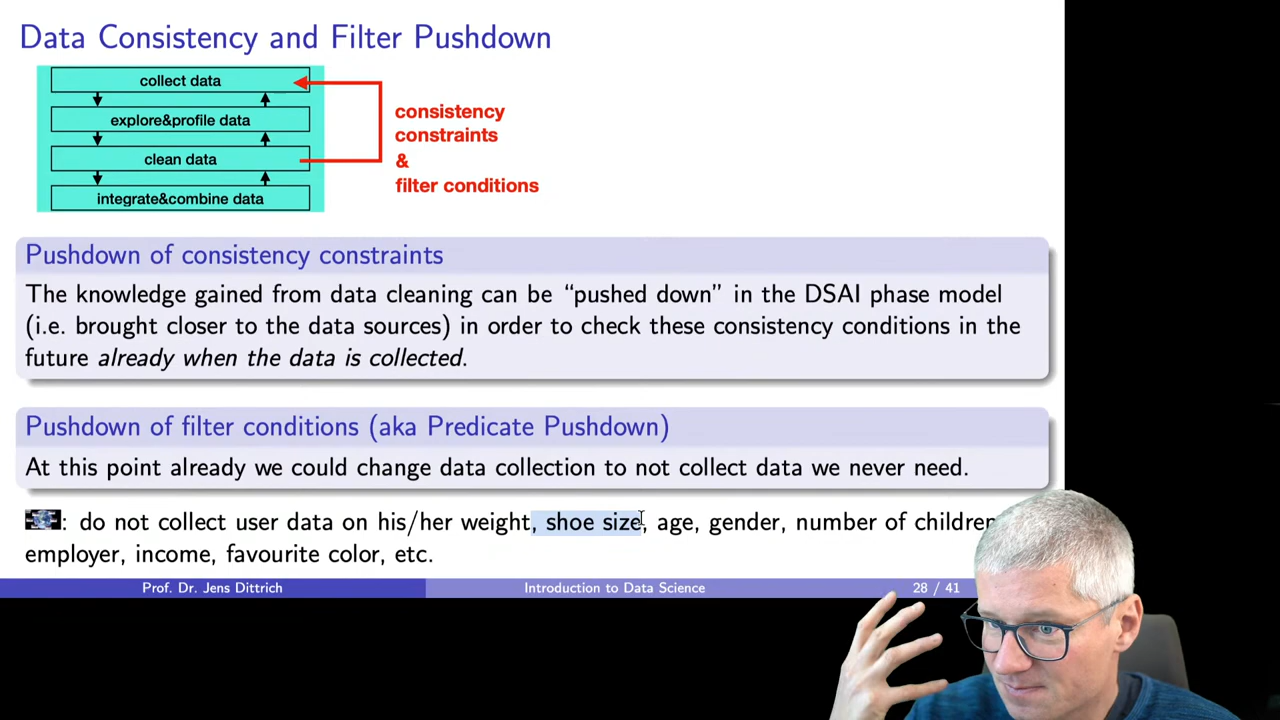 Data Consistency and Filter Pushdown
collect data
explore&profile data
clean data
integrate&combine data
consistency
constraints
&
filter conditions
Pushdown of consistency constraints
The knowledge gained from data cleaning can be “pushed down” in the DSAI phase model
(i.e. brought closer to the data sources) in order to check these consistency conditions in the
future already when the data is collected.
Pushdown of filter conditions (aka Predicate Pushdown)
At this point already we could change data collection to not collect data we never need.
: do not collect user data on his/her weight, shoe size, age, gender, number of children
employer, income, favourite color, etc.
Prof. Dr. Jens Dittrich Introduction to Data Science 28 / 41